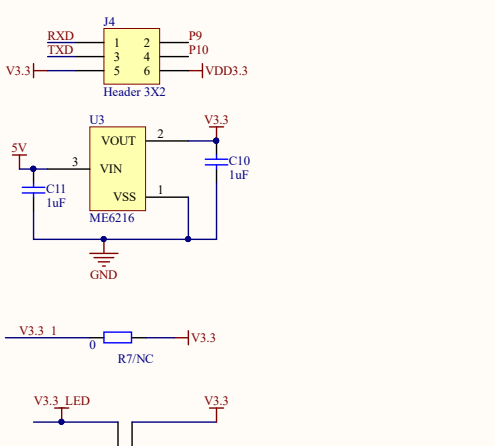 J4
RXD 1 2 P9
TXD 3 4 P10
V3.3 5 6 VDD3.3
Header 3X2
U3
V3.3
VOUT 2
5V
3 VIN
C10
1uF
C11
1uF
VSS 1
ME6216
GND
V3.3_1
V3.3
0
R7/NC
V3.3_LED V3.3